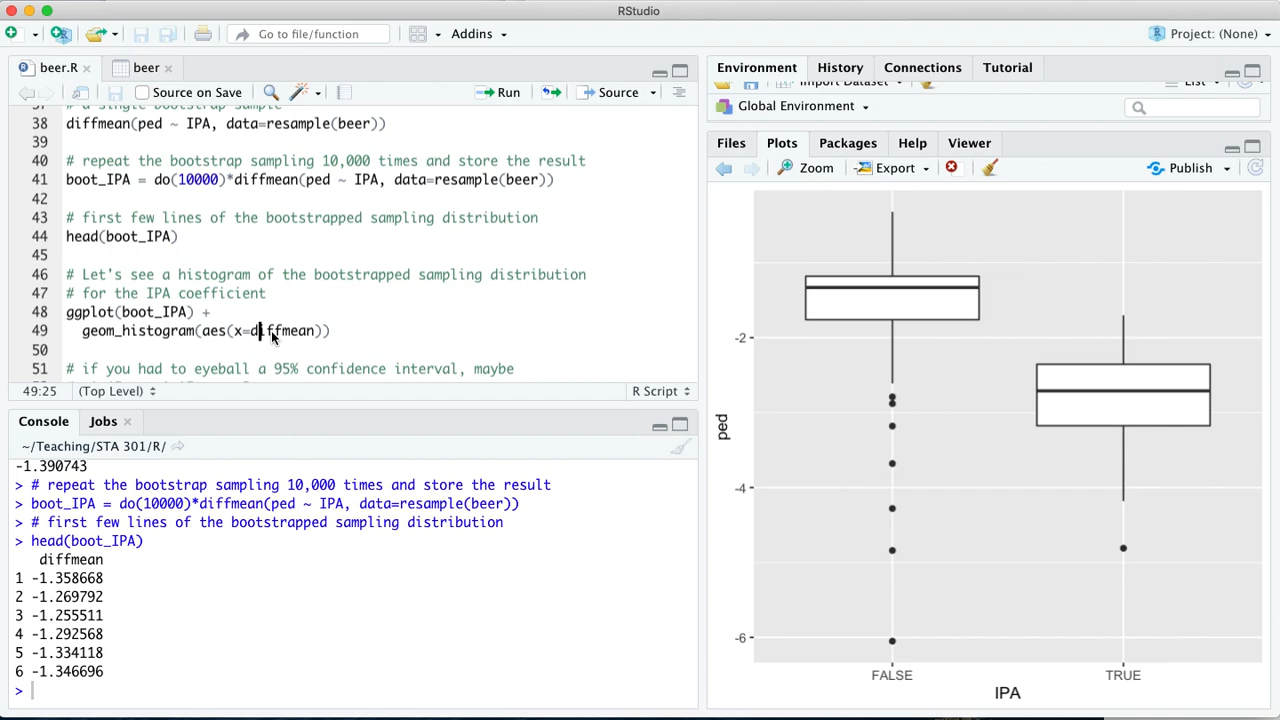 RStudio
Go to file/function
Addins
Project: (None)
beer.R
beer
Source on Save
Run
Source
37 # a single bootstrap sample
38 diffmean(ped ~ IPA, data=resample(beer))
39
40 # repeat the bootstrap sampling 10,000 times and store the result
41 boot_IPA = do(10000)*diffmean(ped ~ IPA, data=resample(beer))
42
43 # first few lines of the bootstrapped sampling distribution
44 head(boot_IPA)
45
46 # Let's see a histogram of the bootstrapped sampling distribution
47 # for the IPA coefficient
48 ggplot(boot_IPA) +
49 geom_histogram(aes(x=diffmean))
50
51 # if you had to eyeball a 95% confidence interval, maybe
49:25 (Top Level) R Script
Console Jobs
~/Teaching/STA 301/R/
-1.390743
> # repeat the bootstrap sampling 10,000 times and store the result
> boot_IPA = do(10000)*diffmean(ped ~ IPA, data=resample(beer))
> # first few lines of the bootstrapped sampling distribution
> head(boot_IPA)
diffmean
1 -1.358668
2 -1.269792
3 -1.255511
4 -1.292568
5 -1.334118
6 -1.346696
>
Environment History Connections Tutorial
Import Dataset List
Global Environment
Files Plots Packages Help Viewer
Zoom Export Publish
-2
-4
-6
ped
FALSE TRUE
IPA